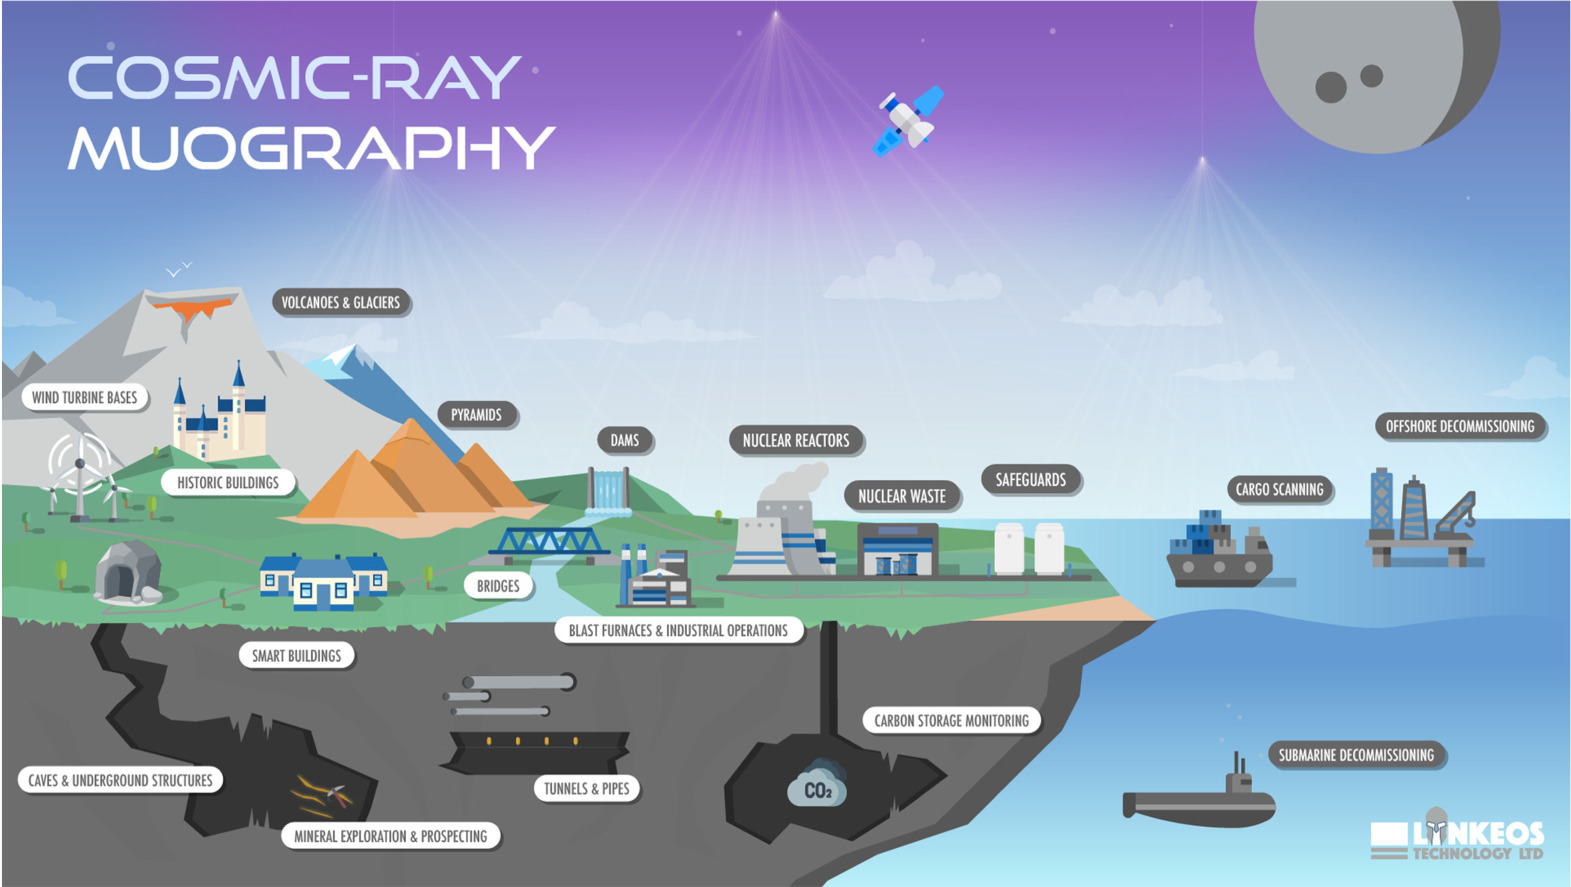 COSMIC-RAY
MUOGRAPHY
VOLCANOES & GLACIERS
WIND TURBINE BASES
PYRAMIDS
HISTORIC BUILDINGS
DAMS
NUCLEAR REACTORS
NUCLEAR WASTE
SAFEGUARDS
CARGO SCANNING
OFFSHORE DECOMMISSIONING
BRIDGES
BLAST FURNACES & INDUSTRIAL OPERATIONS
SMART BUILDINGS
CARBON STORAGE MONITORING
CAVES & UNDERGROUND STRUCTURES
TUNNELS & PIPES
CO₂
SUBMARINE DECOMMISSIONING
MINERAL EXPLORATION & PROSPECTING
LYNKEOS
TECHNOLOGY LTD